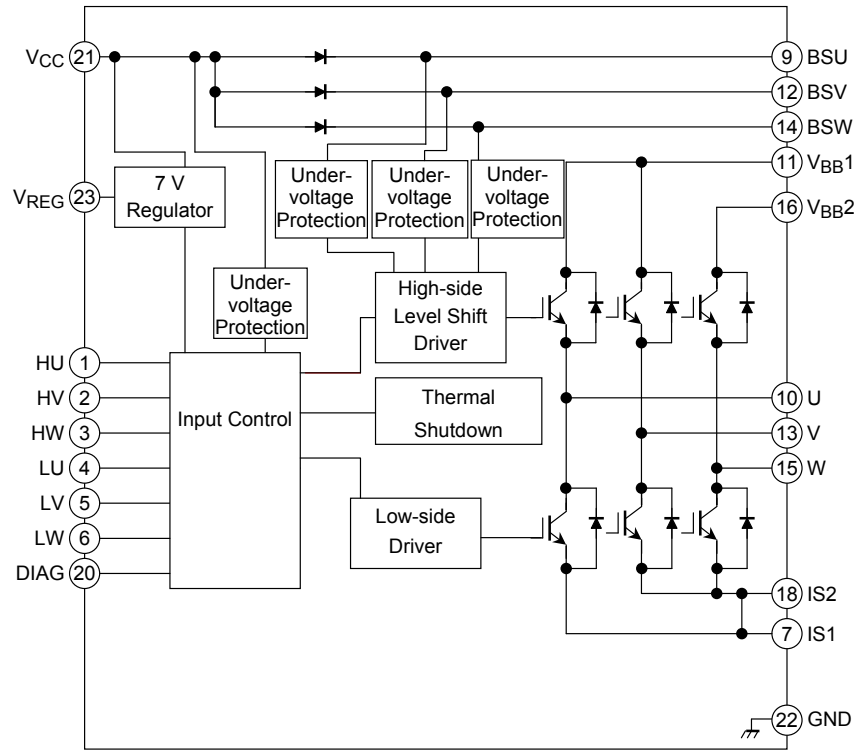 VCC 21
9 BSU
12 BSV
14 BSW
11 VBB1
16 VBB2
VREG 23
7 V
Regulator
Under-
voltage
Protection
Under-
voltage
Protection
Under-
voltage
Protection
Under-
voltage
Protection
High-side
Level Shift
Driver
HU 1
HV 2
HW 3
LU 4
LV 5
LW 6
DIAG 20
Input Control
Thermal
Shutdown
Low-side
Driver
10 U
13 V
15 W
18 IS2
7 IS1
22 GND